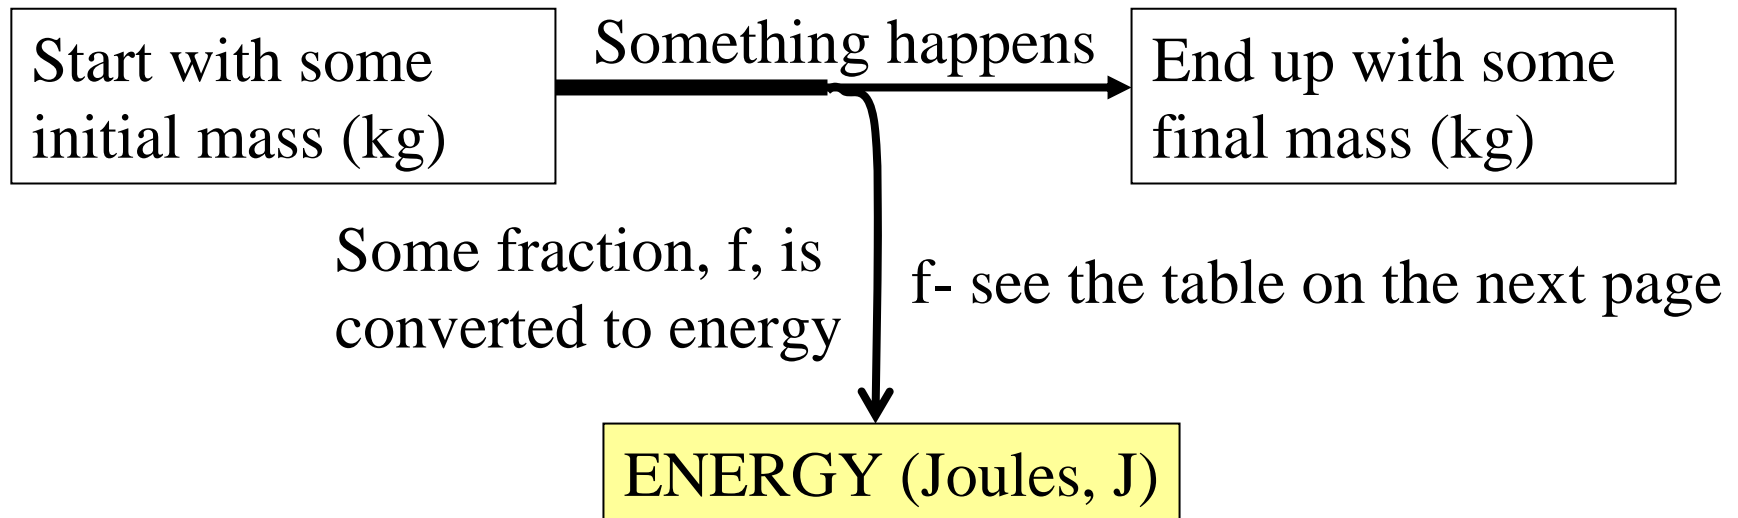 Start with some
initial mass (kg)
Something happens
End up with some
final mass (kg)
Some fraction, f, is
converted to energy
f- see the table on the next page
ENERGY (Joules, J)